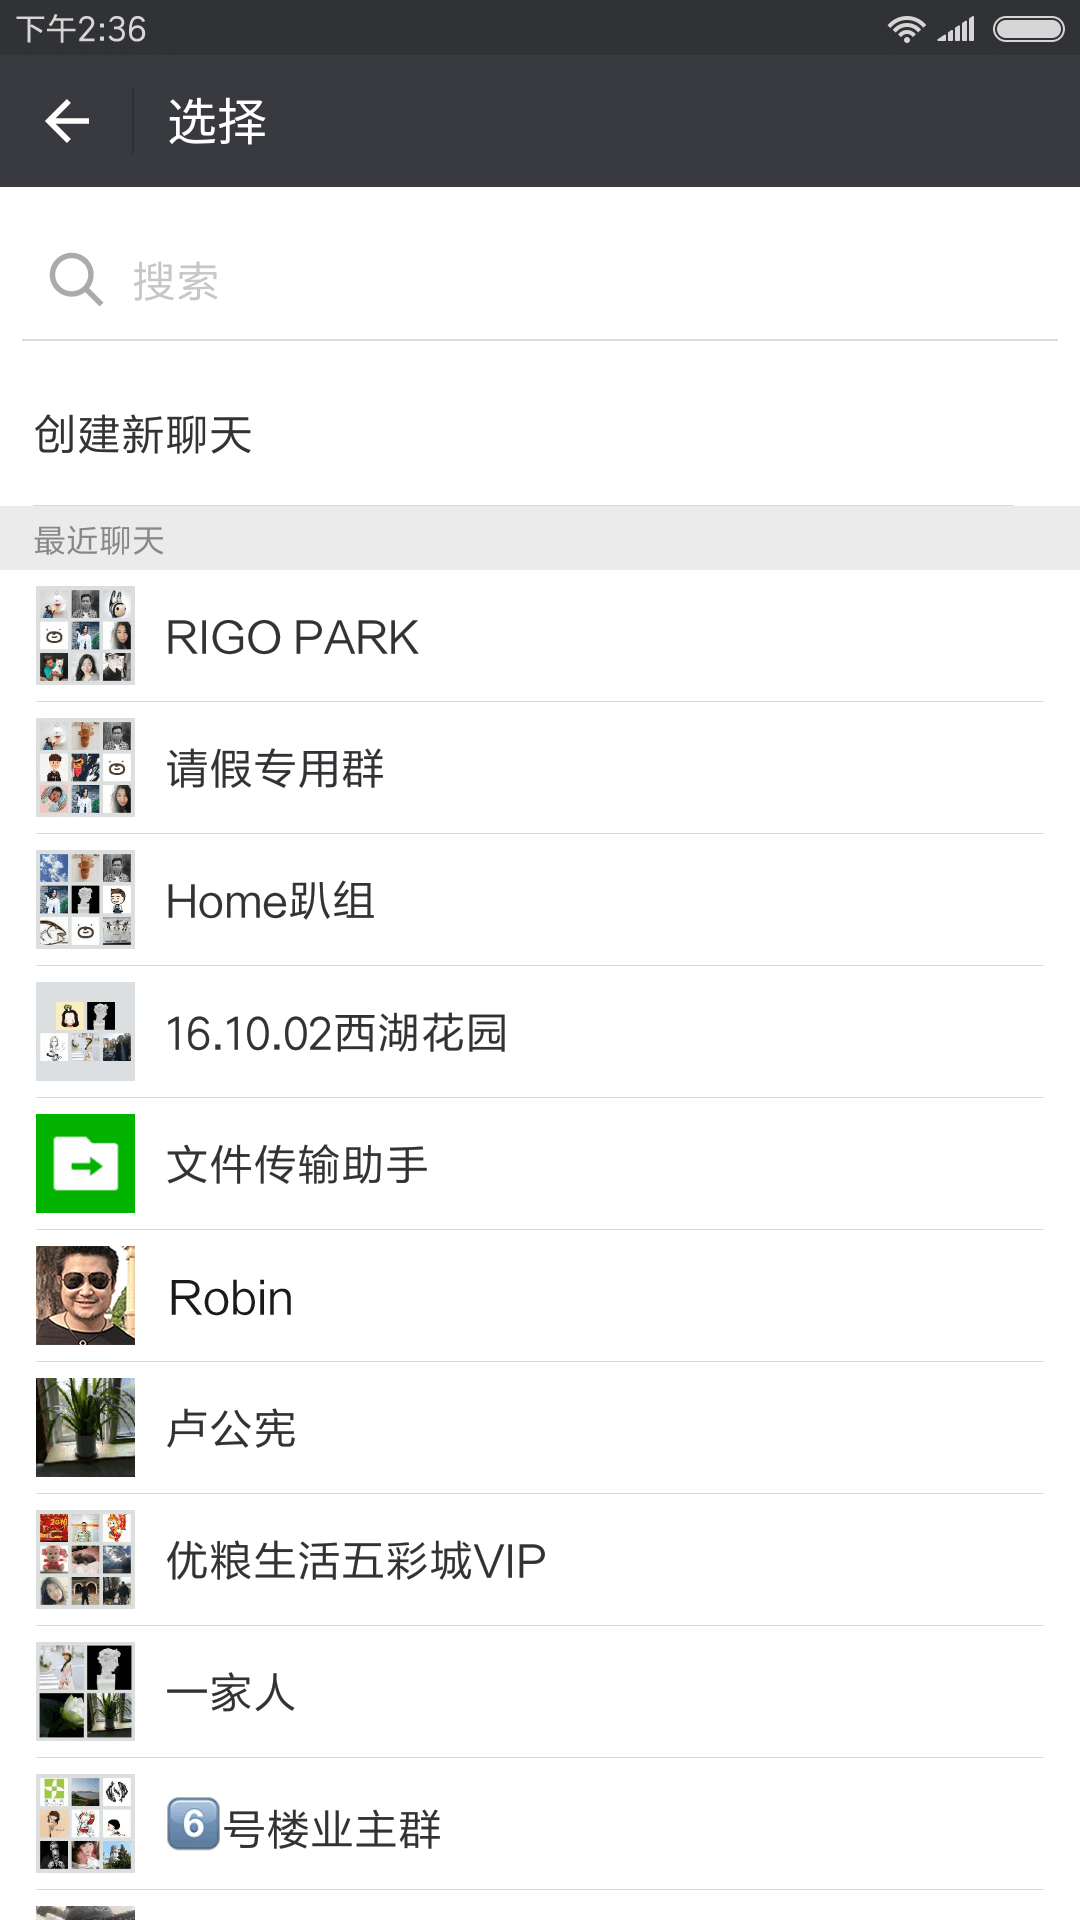 下午2:36
选择
搜索
创建新聊天
最近聊天
RIGO PARK
请假专用群
Home趴组
16.10.02西湖花园
文件传输助手
Robin
卢公宪
优粮生活五彩城VIP
一家人
6️⃣号楼业主群